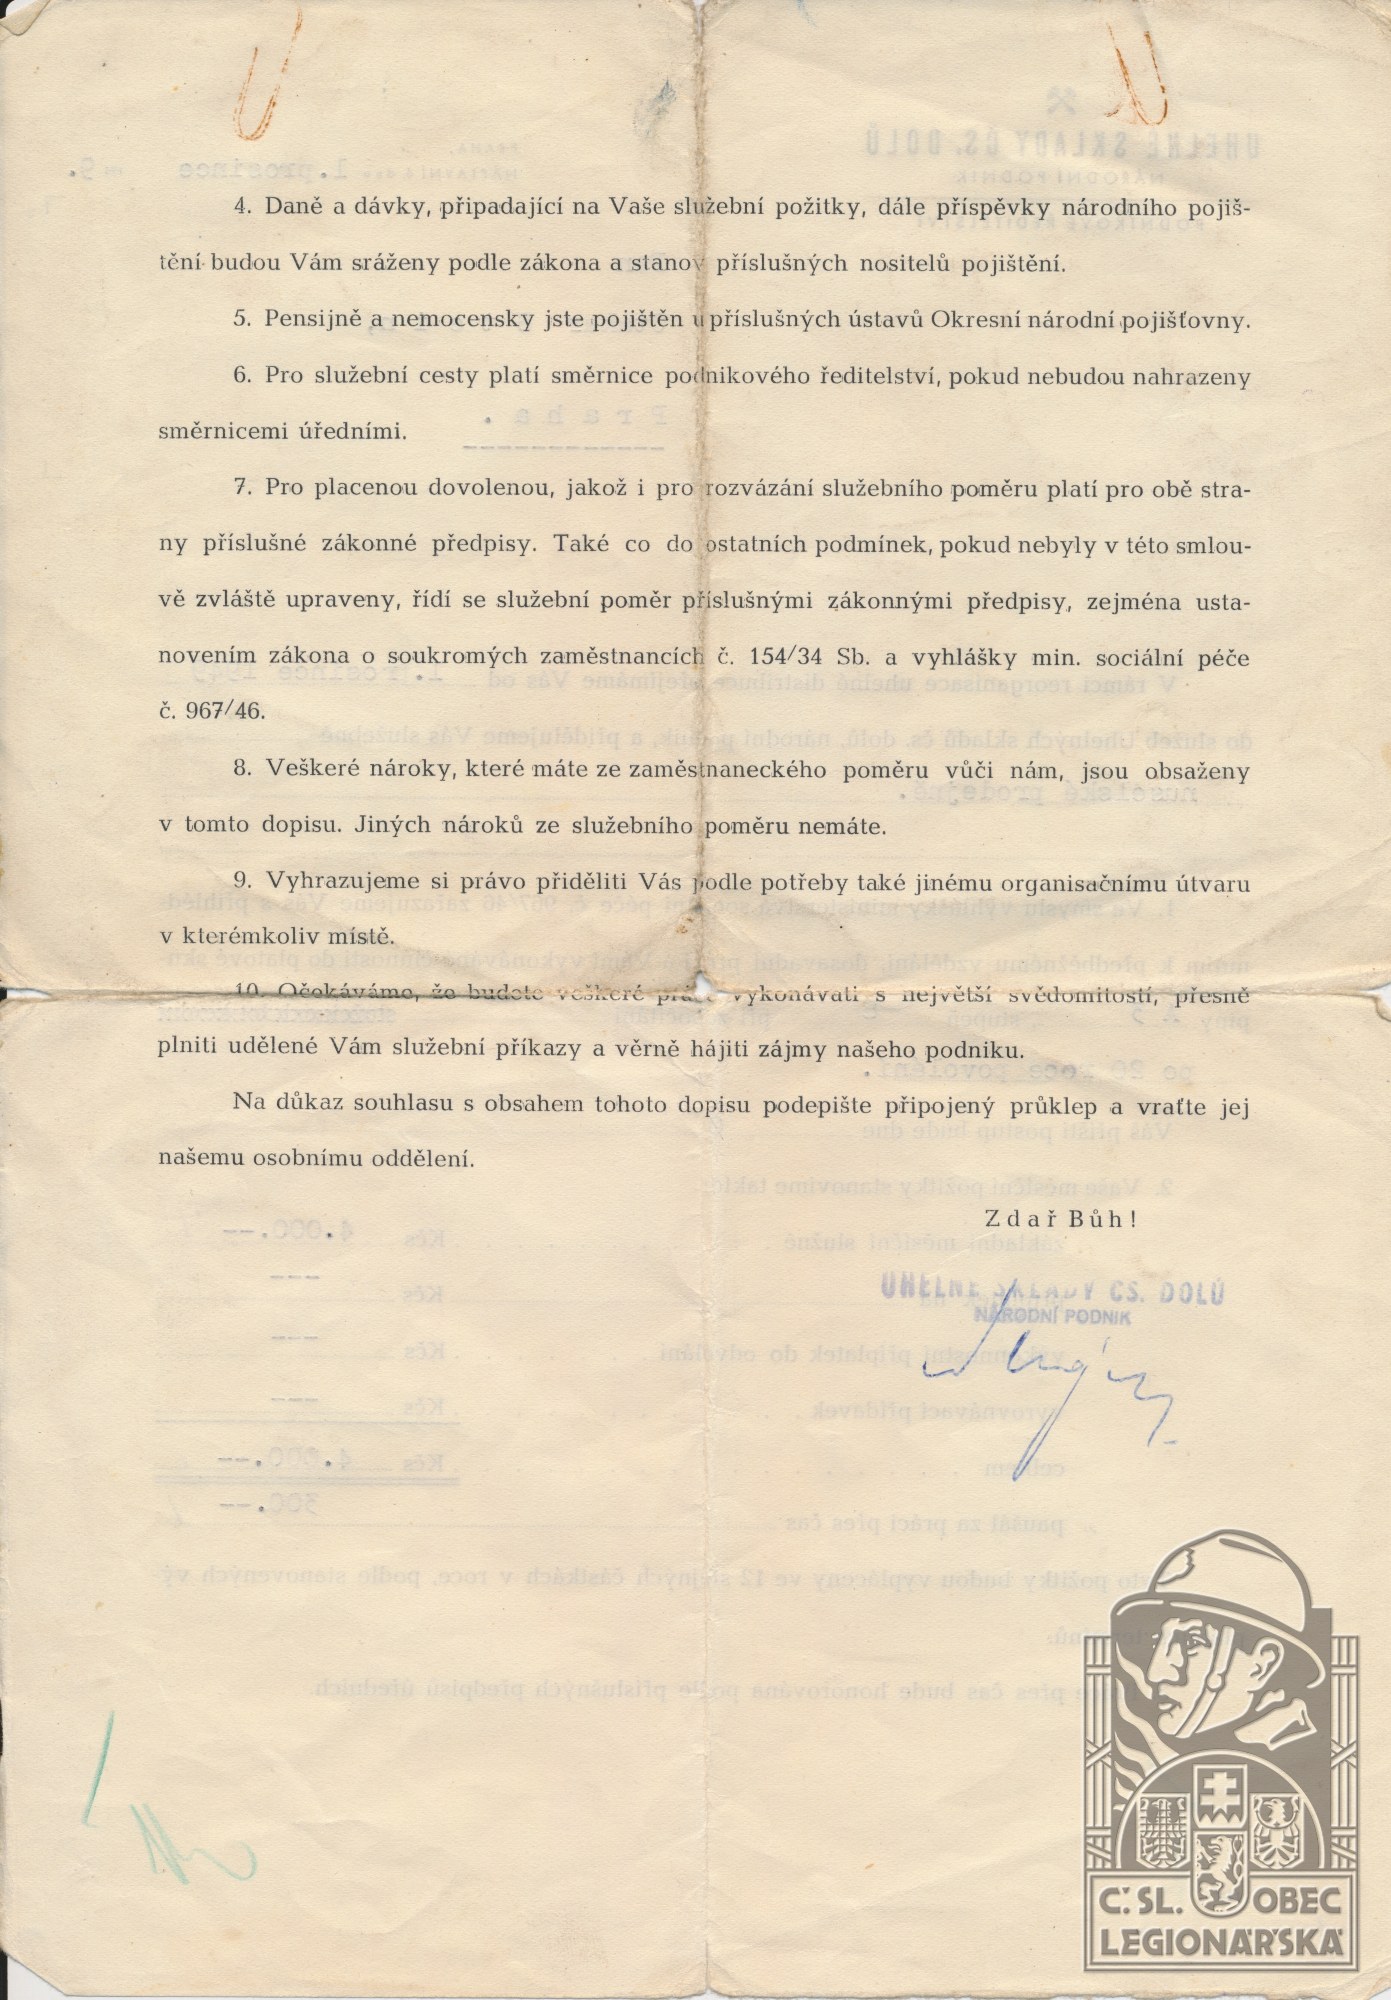 4. Daně a dávky, připadající na Vaše služební požitky, dále příspěvky národního pojiš-
tění budou Vám sráženy podle zákona a stanov příslušných nositelů pojištění.
5. Pensijně a nemocensky jste pojištěn u příslušných ústavů Okresní národní pojišťovny.
6. Pro služební cesty platí směrnice podnikového ředitelství, pokud nebudou nahrazeny
směrnicemi úředními.
7. Pro placenou dovolenou, jakož i pro rozvázání služebního poměru platí pro obě stra-
ny příslušné zákonné předpisy. Také co do ostatních podmínek, pokud nebyly v této smlou-
vě zvláště upraveny, řídí se služební poměr příslušnými zákonnými předpisy, zejména usta-
novením zákona o soukromých zaměstnancích č. 154/34 Sb. a vyhlášky min. sociální péče
č. 967/46.
8. Veškeré nároky, které máte ze zaměstnaneckého poměru vůči nám, jsou obsaženy
v tomto dopisu. Jiných nároků ze služebního poměru nemáte.
9. Vyhrazujeme si právo přiděliti Vás podle potřeby také jinému organisačnímu útvaru
v kterémkoliv místě.
10. Očekáváme, že budete veškeré práce vykonávati s největší svědomitostí, přesně
plniti udělené Vám služební příkazy a věrně hájiti zájmy našeho podniku.
Na důkaz souhlasu s obsahem tohoto dopisu podepište připojený průklep a vraťte jej
našemu osobnímu oddělení.
Zdař Bůh!
UHELNÉ SKLADY ČS. DOLŮ
NÁRODNÍ PODNIK
Č.SL. OBEC
LEGIONÁŘSKÁ